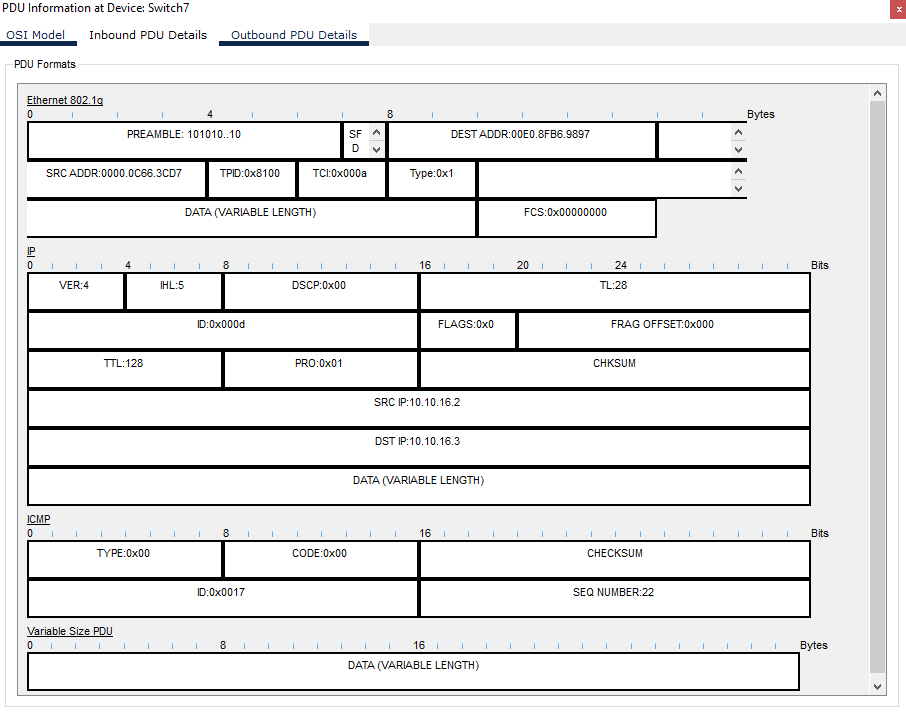 PDU Information at Device: Switch7
x
OSI Model Inbound PDU Details Outbound PDU Details
PDU Formats
Ethernet 802.1q
0 4 8 Bytes
PREAMBLE: 101010..10 SF D DEST ADDR:00E0.8FB6.9897
SRC ADDR:0000.0C66.3CD7 TPID:0x8100 TCI:0x000a Type:0x1
DATA (VARIABLE LENGTH) FCS:0x00000000
IP
0 4 8 16 20 24 Bits
VER:4 IHL:5 DSCP:0x00 TL:28
ID:0x000d FLAGS:0x0 FRAG OFFSET:0x000
TTL:128 PRO:0x01 CHKSUM
SRC IP:10.10.16.2
DST IP:10.10.16.3
DATA (VARIABLE LENGTH)
ICMP
0 8 16 Bits
TYPE:0x00 CODE:0x00 CHECKSUM
ID:0x0017 SEQ NUMBER:22
Variable Size PDU
0 8 16 Bytes
DATA (VARIABLE LENGTH)